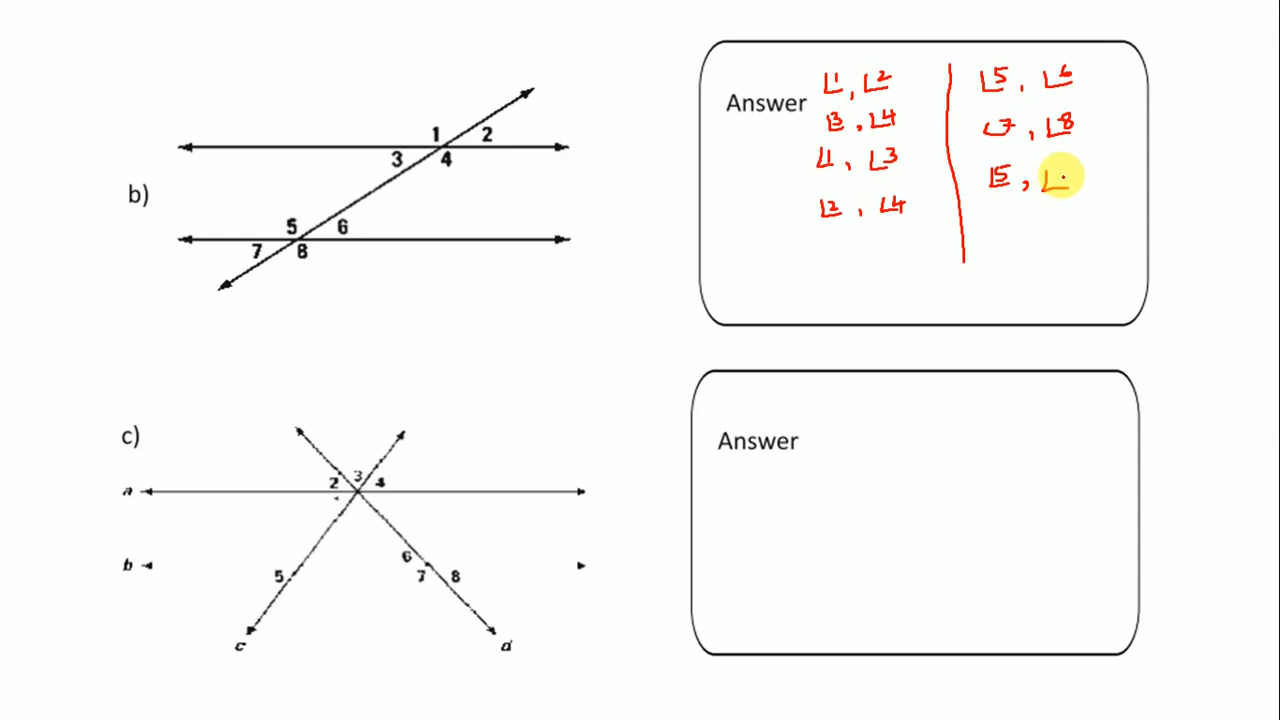 1 2
3 4
b)
5 6
7 8
Answer
∠1, ∠2
∠3, ∠4
∠1, ∠3
∠2, ∠4
∠5, ∠6
∠7, ∠8
∠5, ∠
c)
2 3 4
a
b
6
5 7 8
c d
Answer